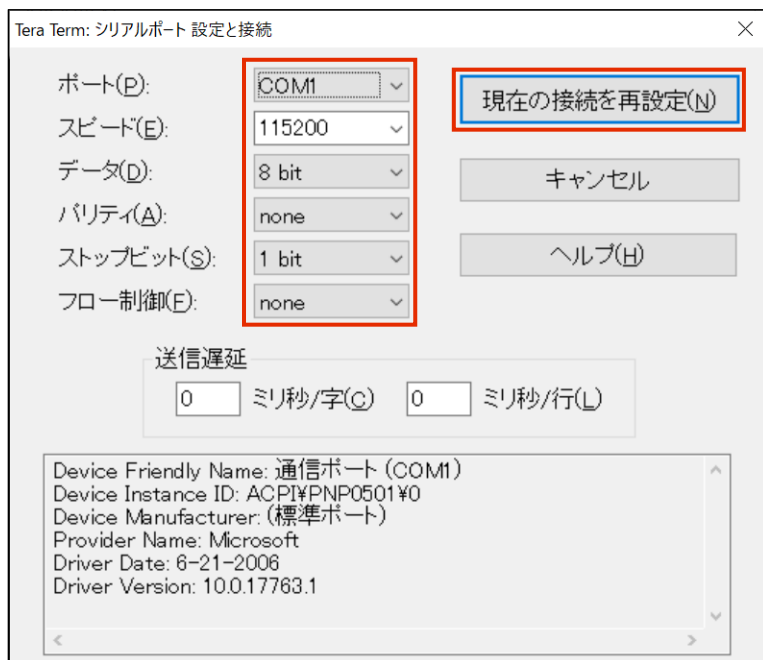 Tera Term: シリアルポート 設定と接続
ポート(P): COM1
現在の接続を再設定(N)
スピード(E): 115200
データ(D): 8 bit
キャンセル
パリティ(A): none
ストップビット(S): 1 bit
ヘルプ(H)
フロー制御(F): none
送信遅延
0 ミリ秒/字(C) 0 ミリ秒/行(L)
Device Friendly Name: 通信ポート (COM1)
Device Instance ID: ACPI¥PNP0501¥0
Device Manufacturer: (標準ポート)
Provider Name: Microsoft
Driver Date: 6-21-2006
Driver Version: 10.0.17763.1